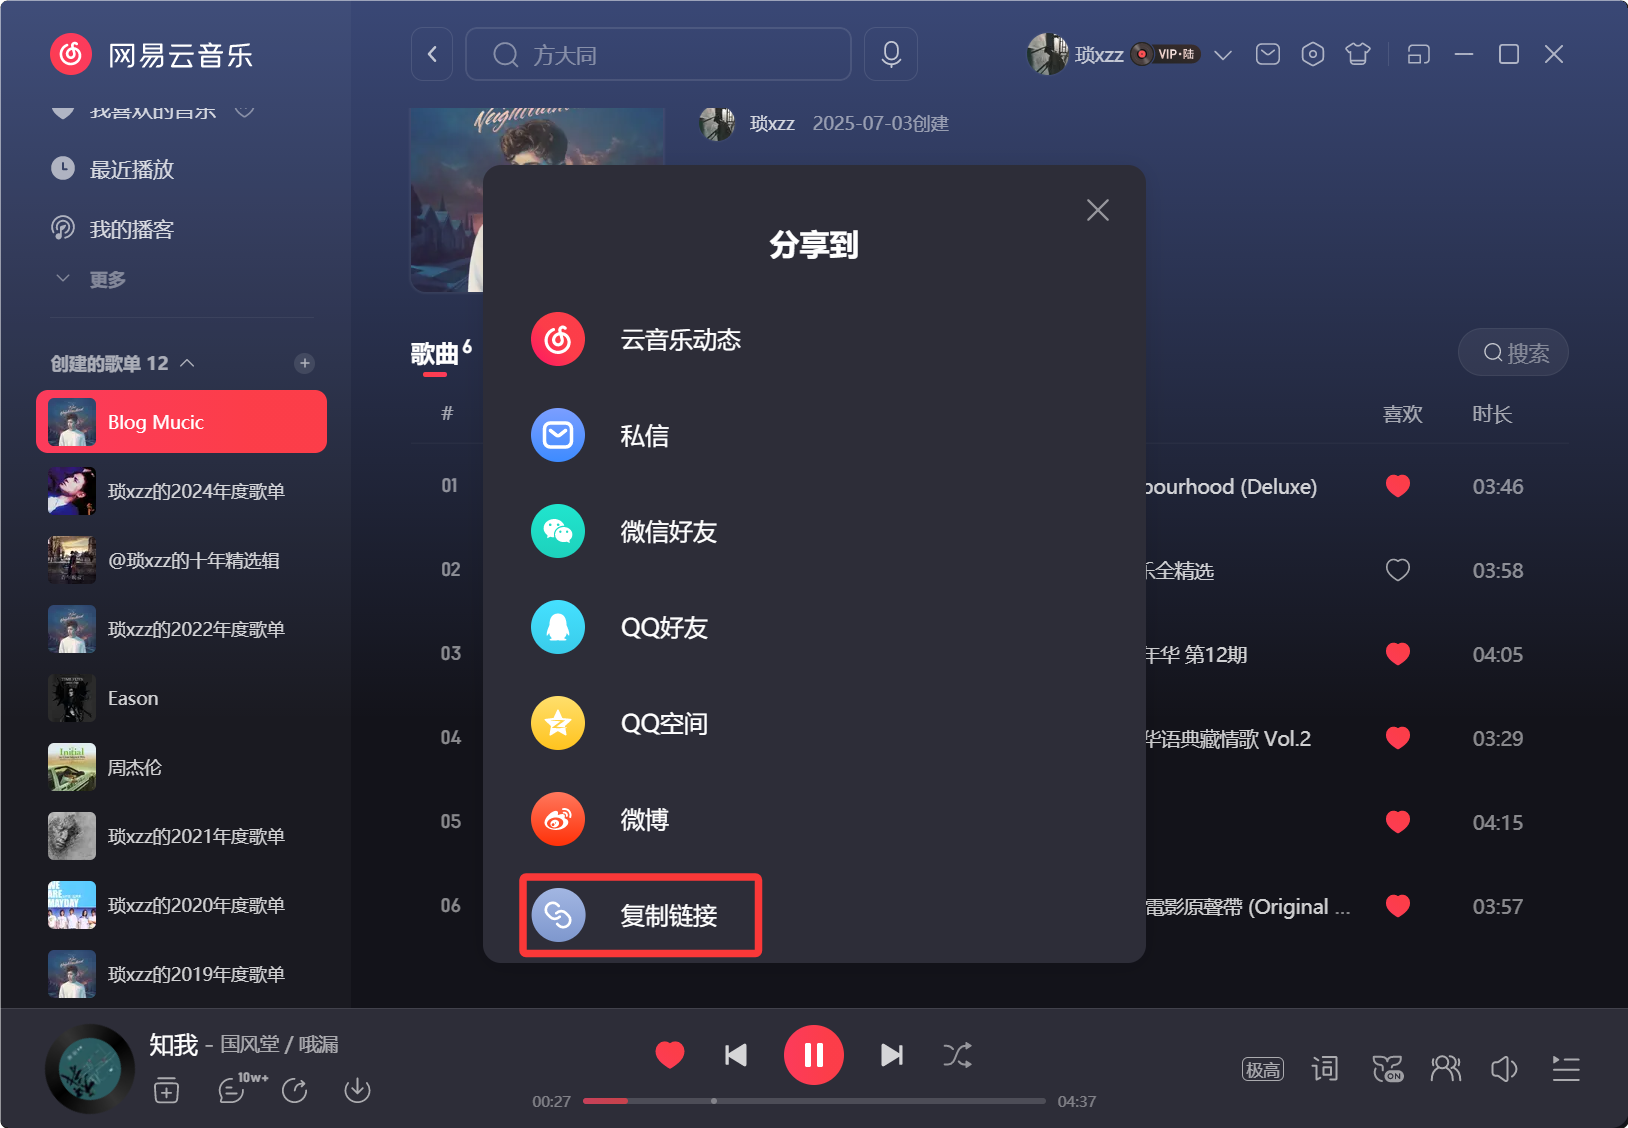 网易云音乐
方大同
琐xzz
VIP·陆
我喜欢的音乐
最近播放
我的播客
更多
创建的歌单 12
Blog Mucic
琐xzz的2024年度歌单
@琐xzz的十年精选辑
琐xzz的2022年度歌单
Eason
周杰伦
琐xzz的2021年度歌单
琐xzz的2020年度歌单
琐xzz的2019年度歌单
琐xzz 2025-07-03创建
歌曲 6
搜索
# 喜欢 时长
01 bourhood (Deluxe) 03:46
02 乐全精选 03:58
03 年华 第12期 04:05
04 华语典藏情歌 Vol.2 03:29
05 04:15
06 電影原聲帶 (Original ... 03:57
分享到
云音乐动态
私信
微信好友
QQ好友
QQ空间
微博
复制链接
知我 - 国风堂 / 哦漏
10w+
00:27
04:37
极高
词
ON